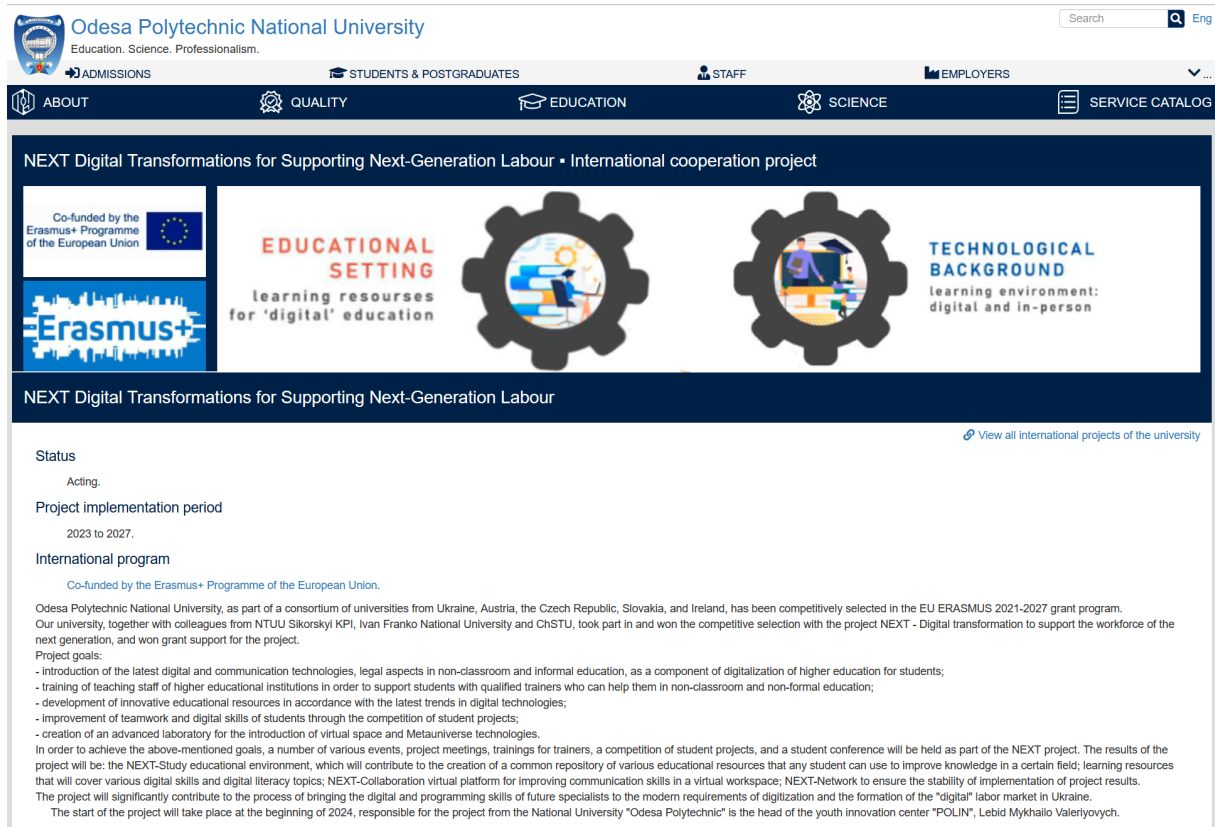 Odesa Polytechnic National University
Education. Science. Professionalism.
Search
Eng
ADMISSIONS
STUDENTS & POSTGRADUATES
STAFF
EMPLOYERS
...
ABOUT
QUALITY
EDUCATION
SCIENCE
SERVICE CATALOG
NEXT Digital Transformations for Supporting Next-Generation Labour ▪ International cooperation project
Co-funded by the
Erasmus+ Programme
of the European Union
Erasmus+
EDUCATIONAL
SETTING
learning resourses
for 'digital' education
TECHNOLOGICAL
BACKGROUND
learning environment:
digital and in-person
NEXT Digital Transformations for Supporting Next-Generation Labour
View all international projects of the university
Status
Acting.
Project implementation period
2023 to 2027.
International program
Co-funded by the Erasmus+ Programme of the European Union.
Odesa Polytechnic National University, as part of a consortium of universities from Ukraine, Austria, the Czech Republic, Slovakia, and Ireland, has been competitively selected in the EU ERASMUS 2021-2027 grant program.
Our university, together with colleagues from NTUU Sikorskyi KPI, Ivan Franko National University and ChSTU, took part in and won the competitive selection with the project NEXT - Digital transformation to support the workforce of the
next generation, and won grant support for the project.
Project goals:
- introduction of the latest digital and communication technologies, legal aspects in non-classroom and informal education, as a component of digitalization of higher education for students;
- training of teaching staff of higher educational institutions in order to support students with qualified trainers who can help them in non-classroom and non-formal education;
- development of innovative educational resources in accordance with the latest trends in digital technologies;
- improvement of teamwork and digital skills of students through the competition of student projects;
- creation of an advanced laboratory for the introduction of virtual space and Metauniverse technologies.
In order to achieve the above-mentioned goals, a number of various events, project meetings, trainings for trainers, a competition of student projects, and a student conference will be held as part of the NEXT project. The results of the
project will be: the NEXT-Study educational environment, which will contribute to the creation of a common repository of various educational resources that any student can use to improve knowledge in a certain field; learning resources
that will cover various digital skills and digital literacy topics; NEXT-Collaboration virtual platform for improving communication skills in a virtual workspace; NEXT-Network to ensure the stability of implementation of project results.
The project will significantly contribute to the process of bringing the digital and programming skills of future specialists to the modern requirements of digitization and the formation of the "digital" labor market in Ukraine.
The start of the project will take place at the beginning of 2024, responsible for the project from the National University "Odesa Polytechnic" is the head of the youth innovation center "POLIN", Lebid Mykhailo Valeriyovych.